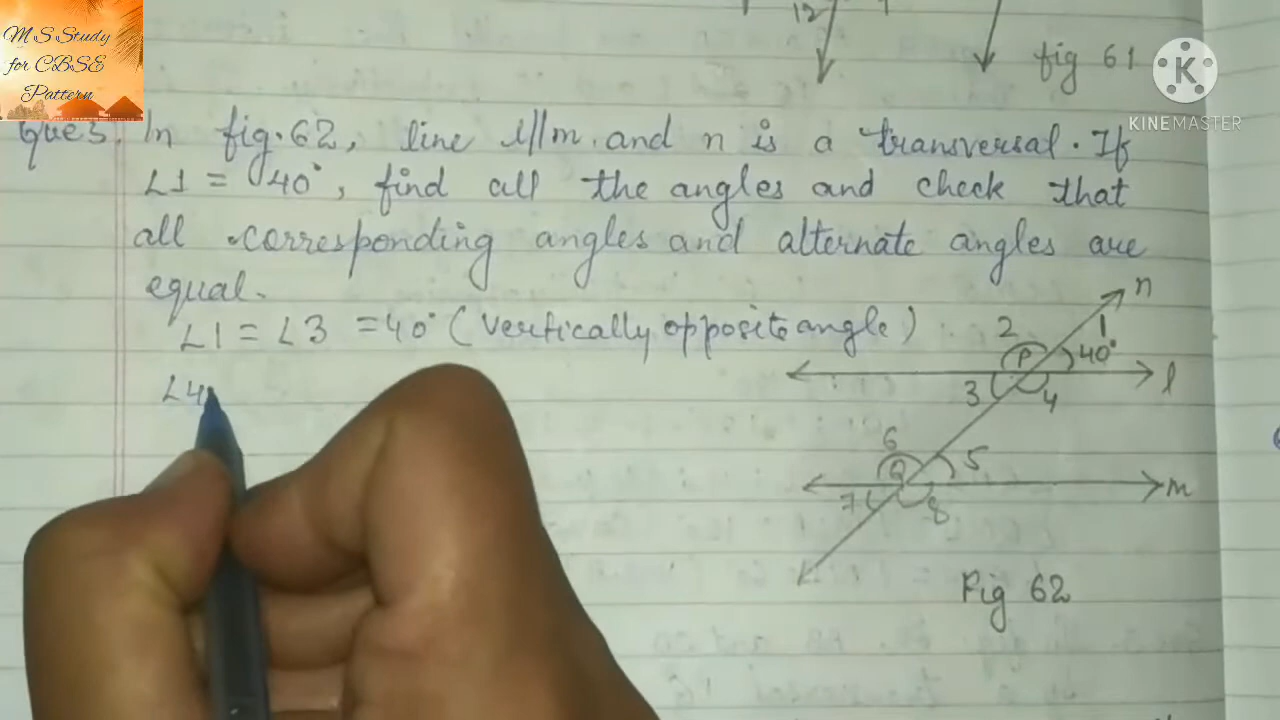 M S Study
for CBSE
Pattern
12
fig 61
KINEMASTER
Ques. In fig. 62, line l//m. and n is a transversal. If
∠1 = 40°, find all the angles and check that
all corresponding angles and alternate angles are
equal.
∠1 = ∠3 = 40° (Vertically opposite angle)
∠4
n
2
1
P
40°
l
3
4
6
Q
5
m
7
8
Fig 62